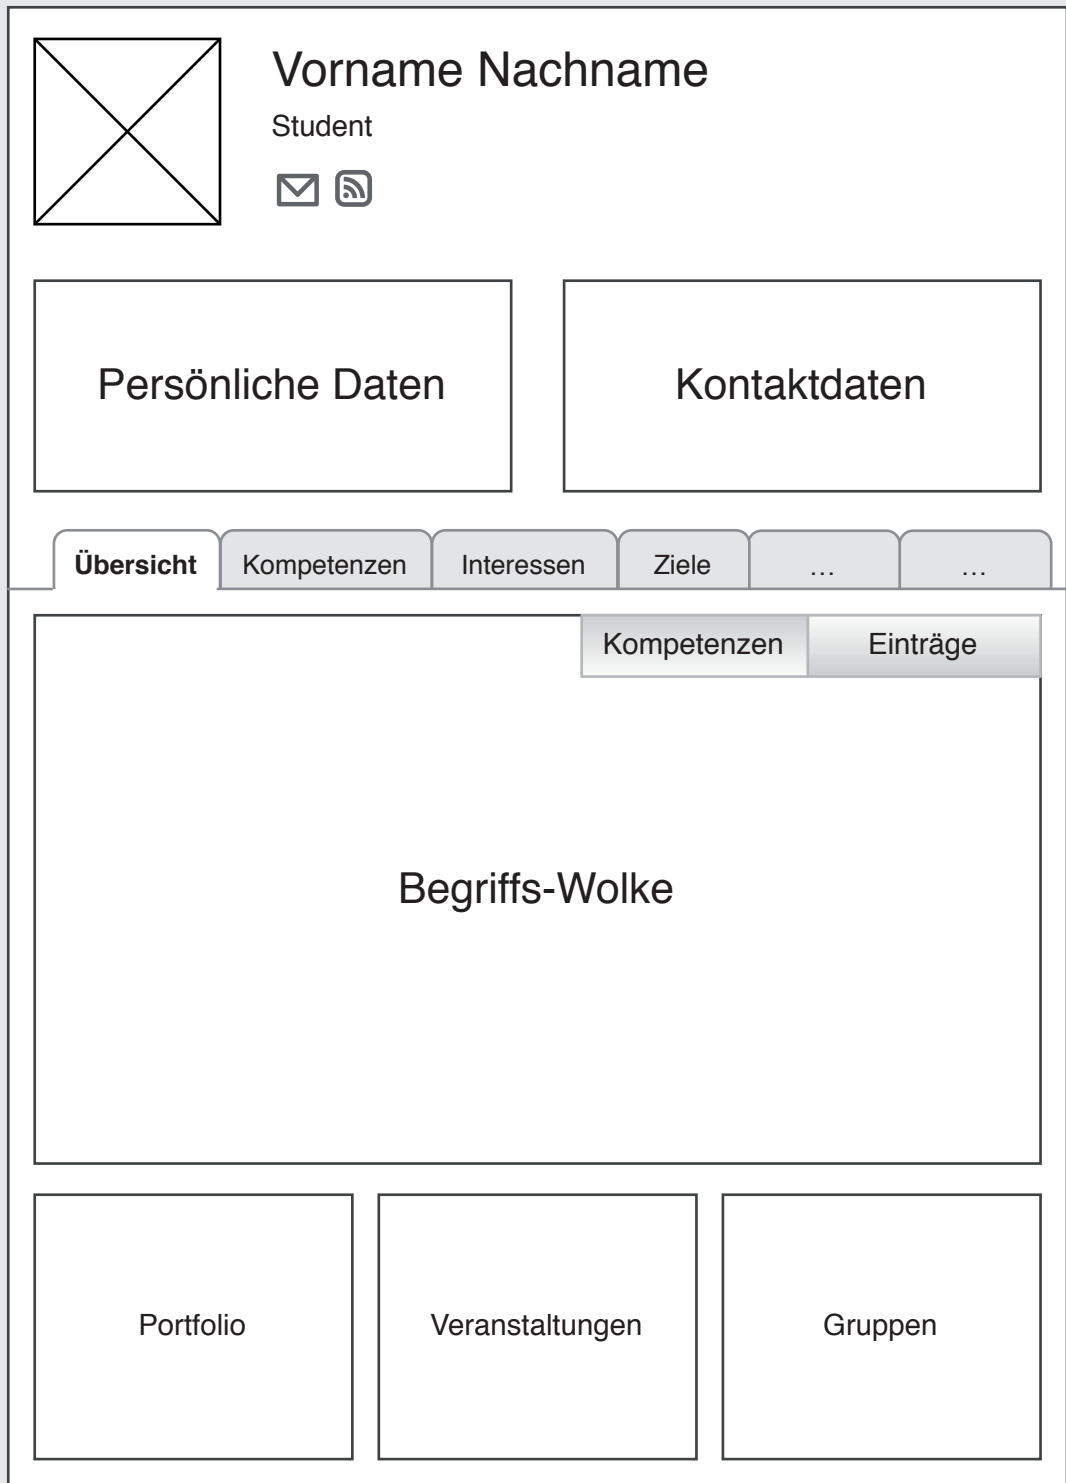 Vorname Nachname
Student
Persönliche Daten
Kontaktdaten
Übersicht
Kompetenzen
Interessen
Ziele
…
…
Kompetenzen
Einträge
Begriffs-Wolke
Portfolio
Veranstaltungen
Gruppen